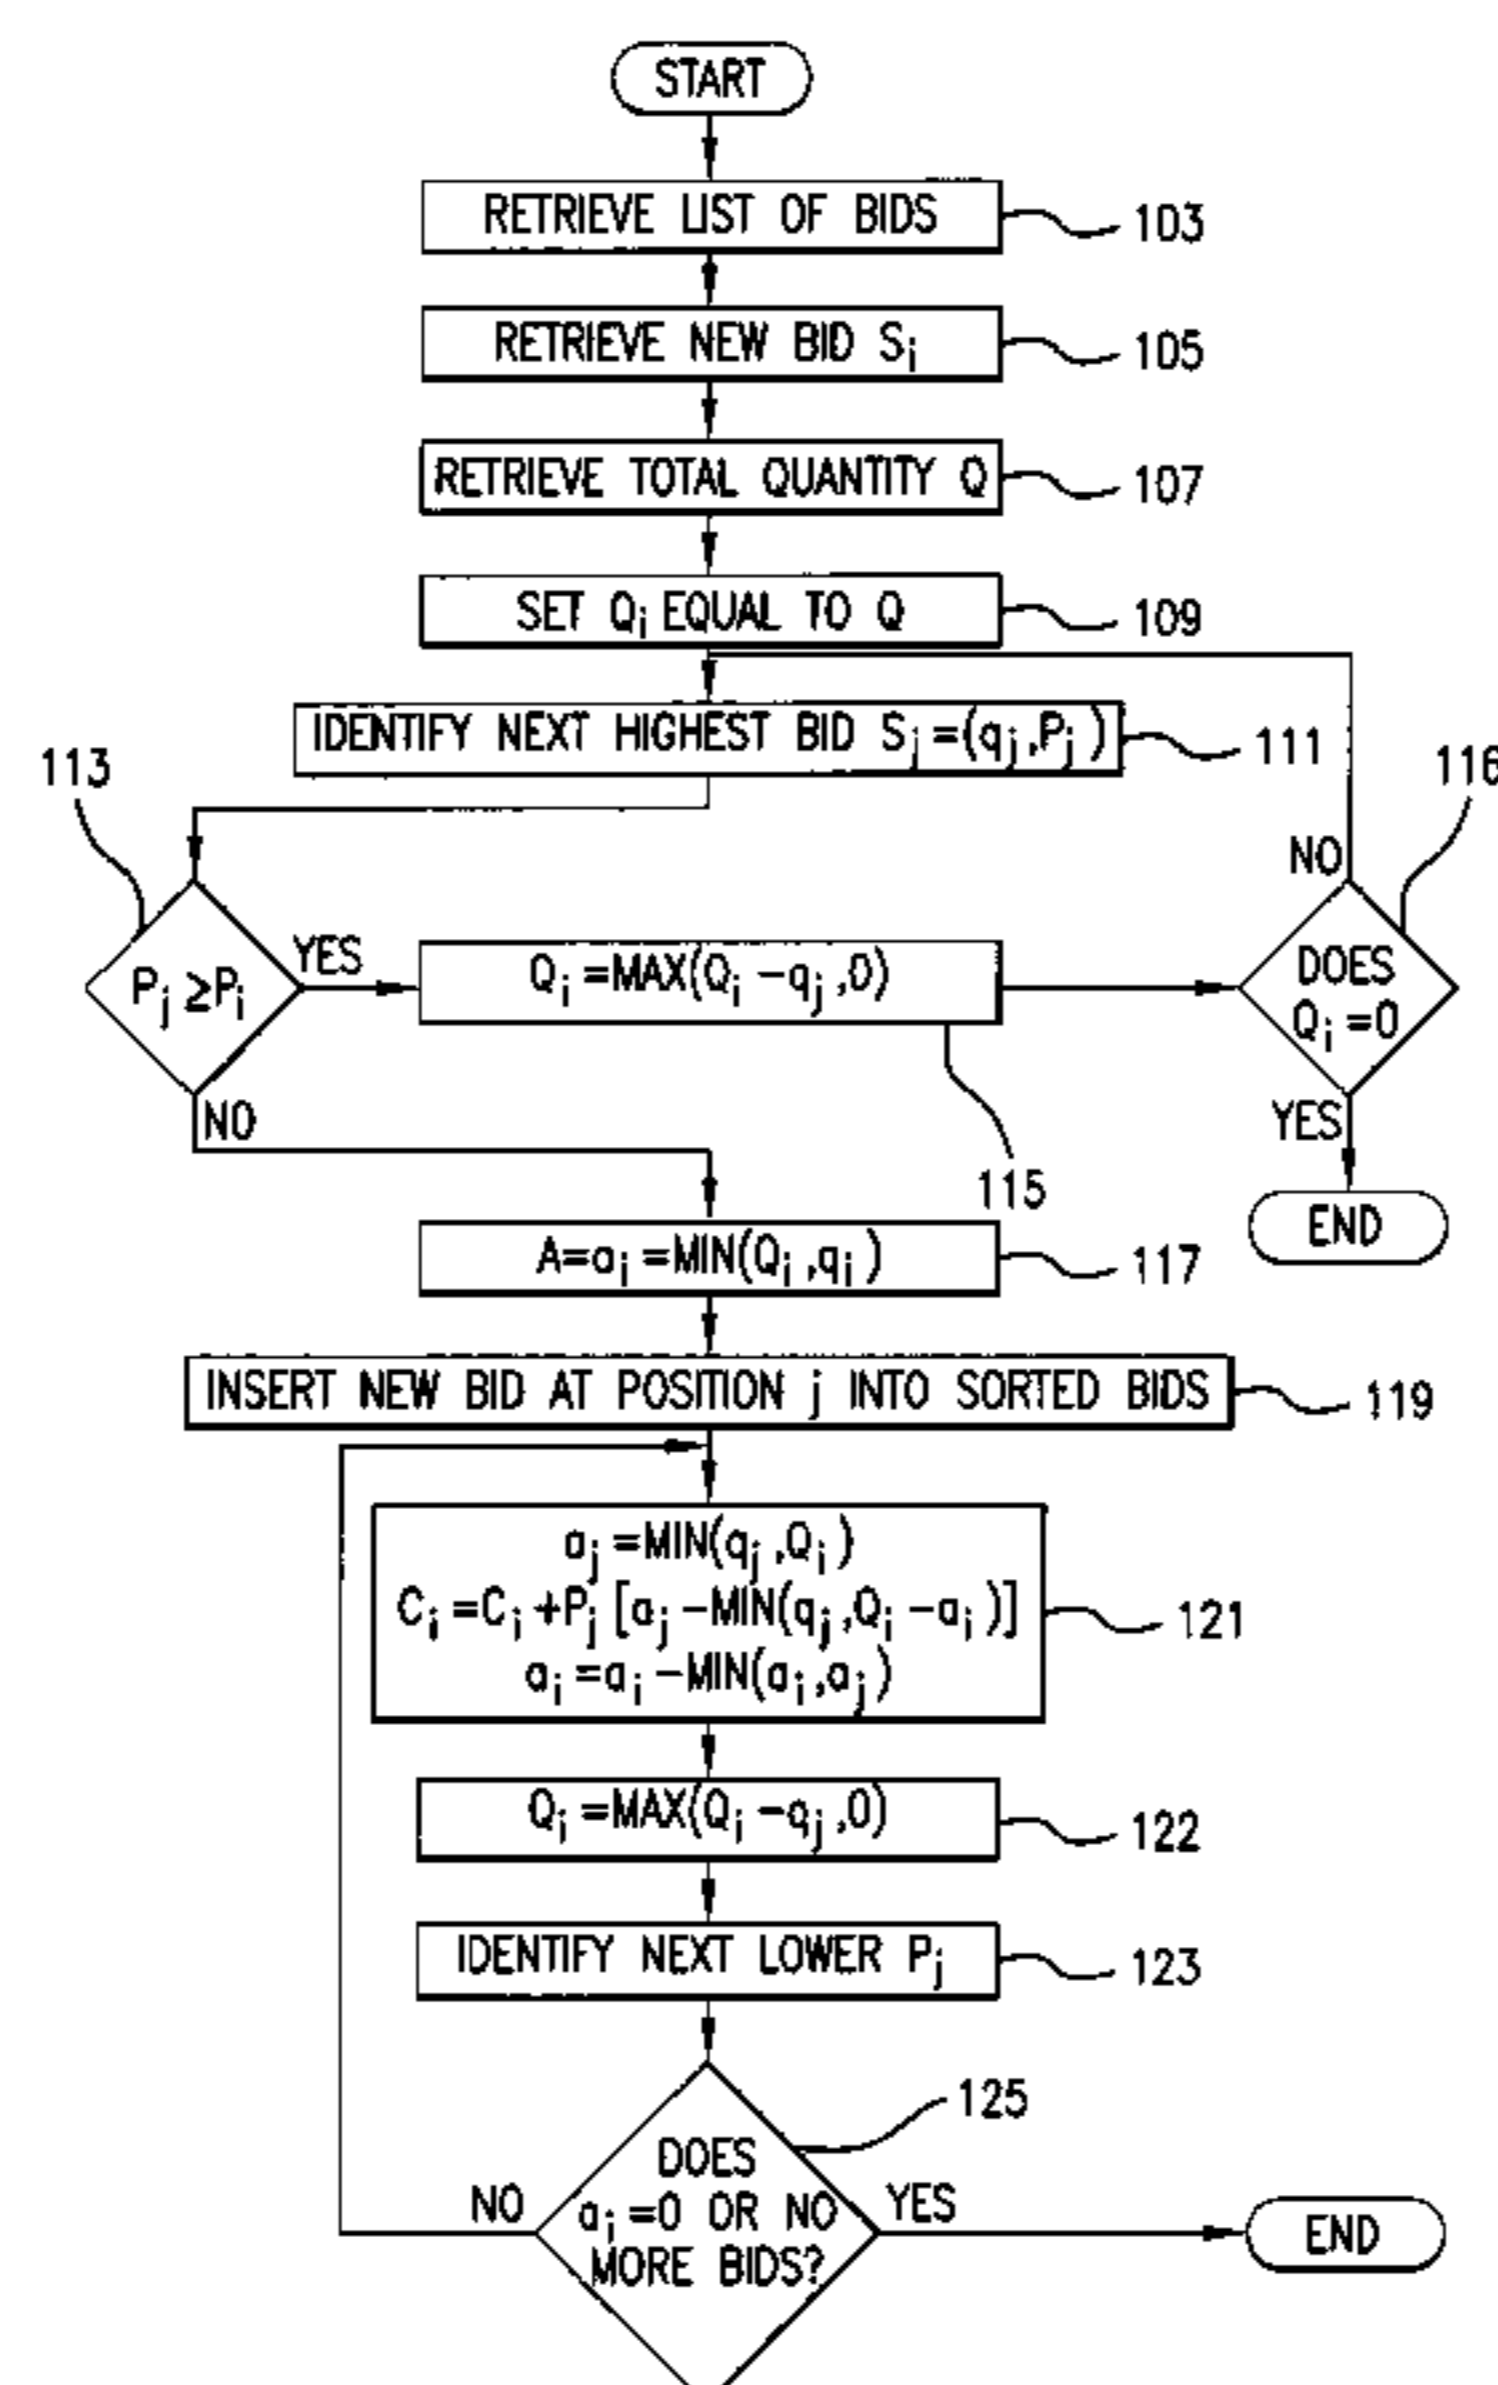 START
RETRIEVE LIST OF BIDS
103
RETRIEVE NEW BID Si
105
RETRIEVE TOTAL QUANTITY Q
107
SET Qi EQUAL TO Q
109
IDENTIFY NEXT HIGHEST BID Sj=(qj,Pj)
111
113
116
Pj≥Pi
YES
NO
Qi=MAX(Qi-qj,0)
115
NO
DOES
Qi=0
YES
END
A=ai=MIN(Qi,qi)
117
INSERT NEW BID AT POSITION j INTO SORTED BIDS
119
aj=MIN(qj,Qi)
Ci=Ci+Pj[aj-MIN(qj,Qi-ai)]
ai=ai-MIN(ai,aj)
121
Qi=MAX(Qi-qj,0)
122
IDENTIFY NEXT LOWER Pj
123
125
DOES
ai=0 OR NO
MORE BIDS?
NO
YES
END